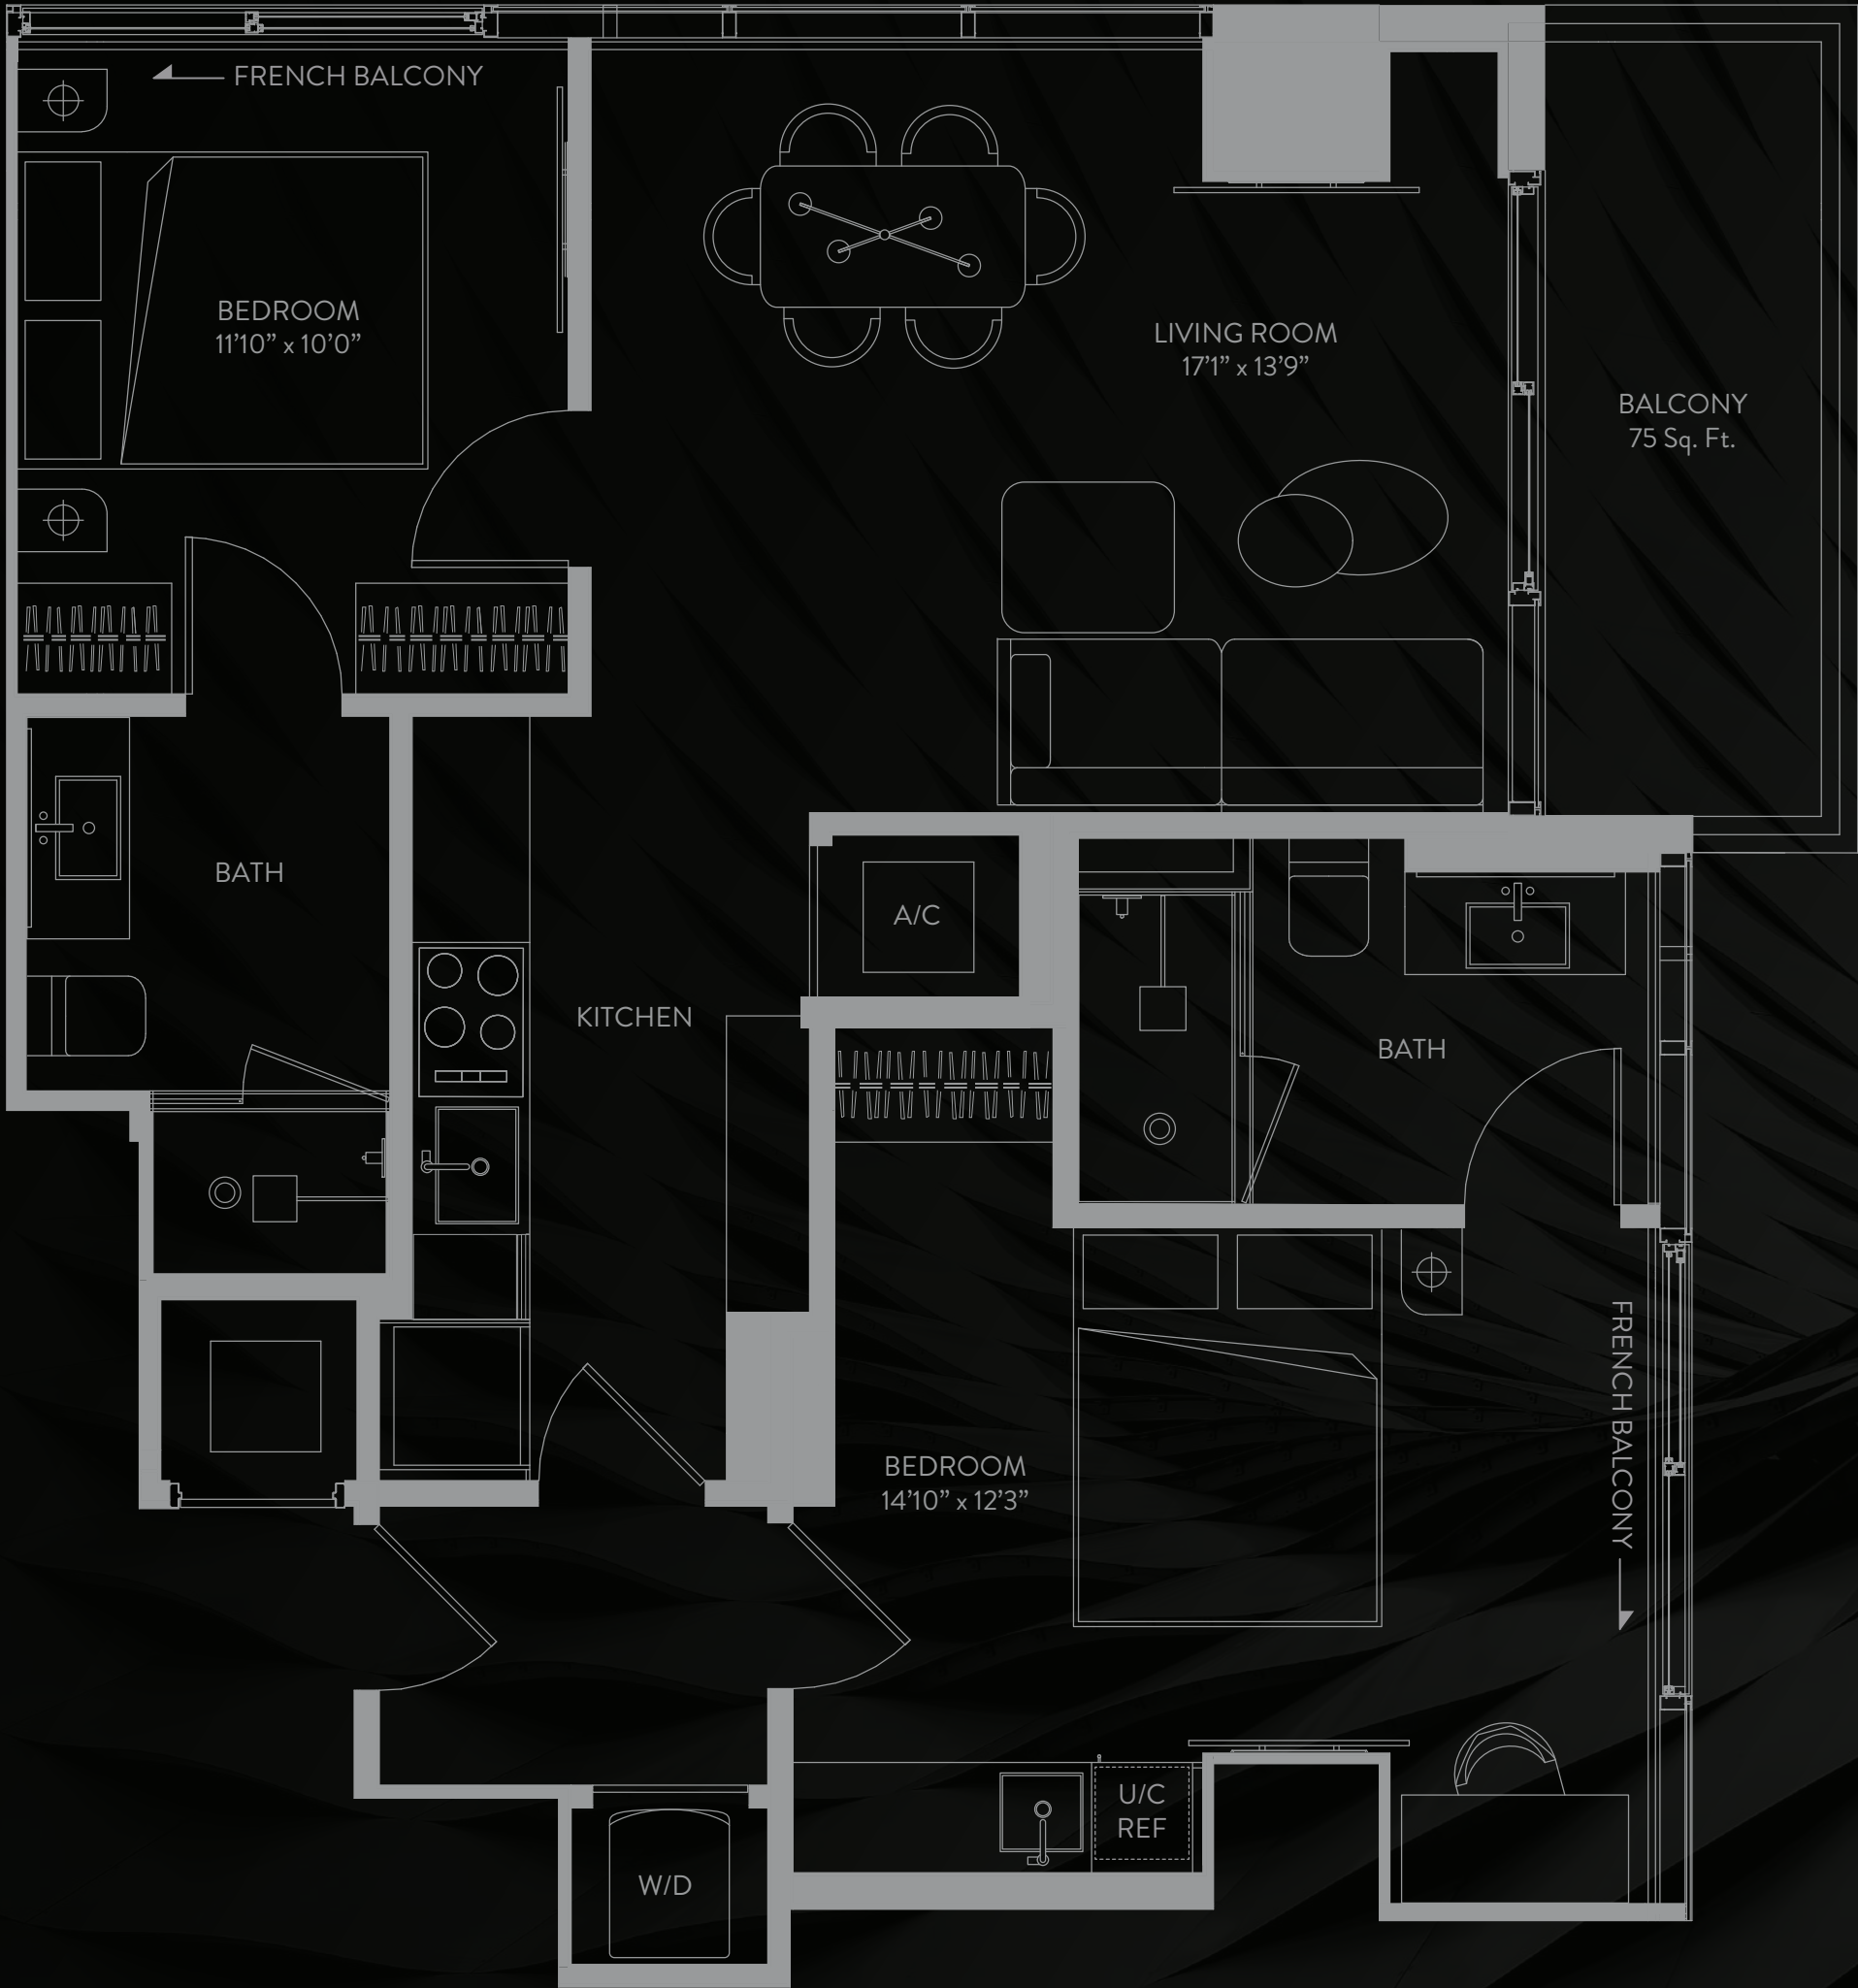 FRENCH BALCONY
BEDROOM
11’10” x 10’0”
LIVING ROOM
17’1” x 13’9”
BALCONY
75 Sq. Ft.
BATH
A/C
KITCHEN
BATH
FRENCH BALCONY
BEDROOM
14’10” x 12’3”
U/C
REF
W/D